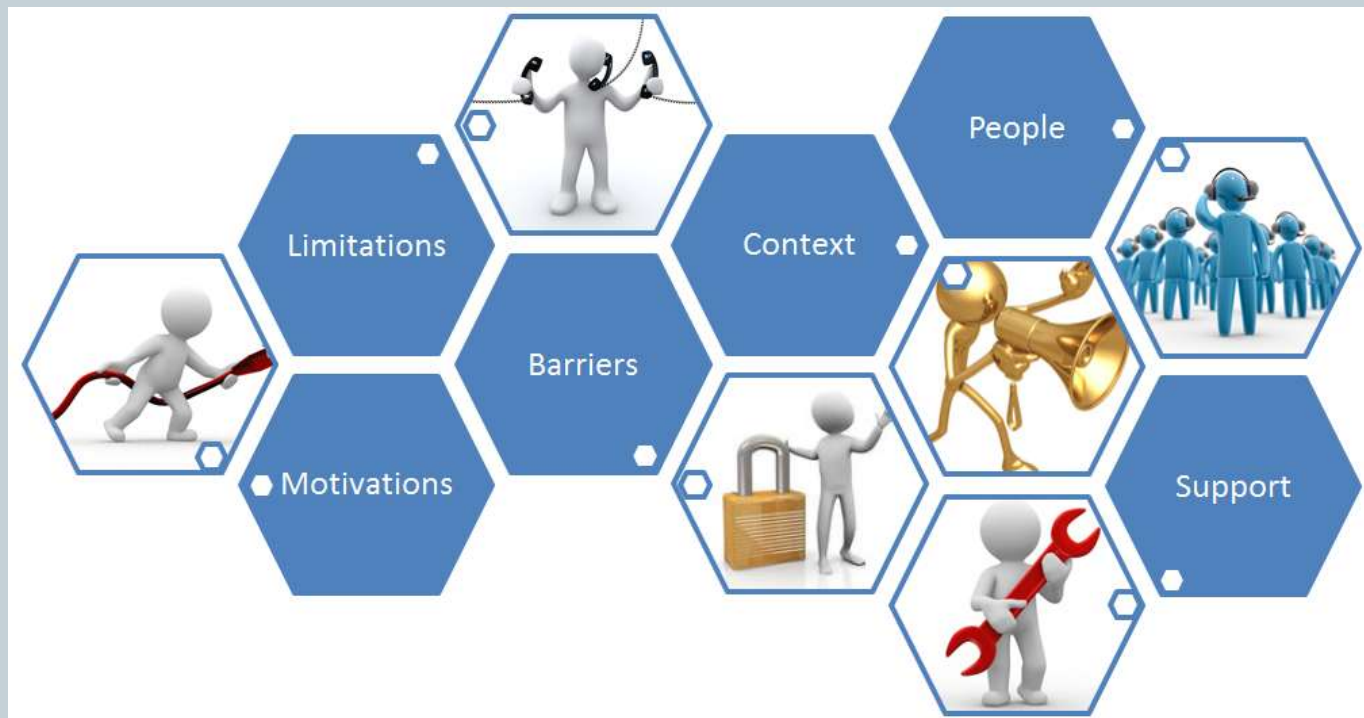 People
Limitations
Context
Barriers
Motivations
Support